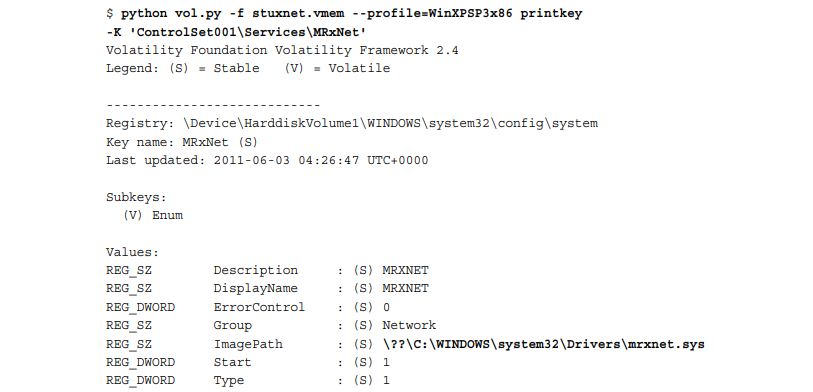 $ python vol.py -f stuxnet.vmem --profile=WinXPSP3x86 printkey
-K 'ControlSet001\Services\MRxNet'
Volatility Foundation Volatility Framework 2.4
Legend: (S) = Stable   (V) = Volatile
----------------------------
Registry: \Device\HarddiskVolume1\WINDOWS\system32\config\system
Key name: MRxNet (S)
Last updated: 2011-06-03 04:26:47 UTC+0000
Subkeys:
  (V) Enum
Values:
REG_SZ        Description     : (S) MRXNET
REG_SZ        DisplayName     : (S) MRXNET
REG_DWORD     ErrorControl    : (S) 0
REG_SZ        Group           : (S) Network
REG_SZ        ImagePath       : (S) \??\C:\WINDOWS\system32\Drivers\mrxnet.sys
REG_DWORD     Start           : (S) 1
REG_DWORD     Type            : (S) 1